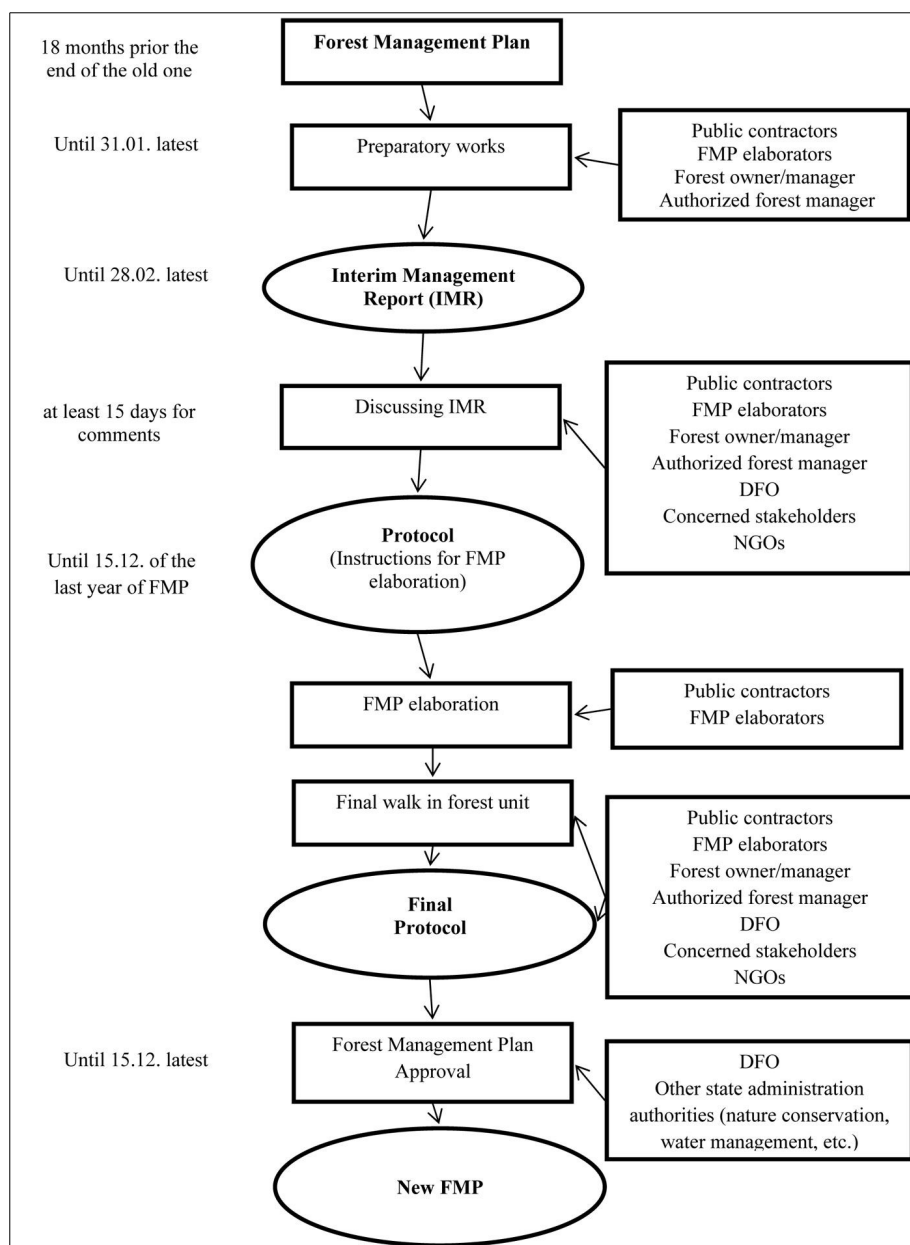 18 months prior the
end of the old one
Forest Management Plan
Until 31.01. latest
Preparatory works
Public contractors
FMP elaborators
Forest owner/manager
Authorized forest manager
Until 28.02. latest
Interim Management
Report (IMR)
at least 15 days for
comments
Discussing IMR
Public contractors
FMP elaborators
Forest owner/manager
Authorized forest manager
DFO
Concerned stakeholders
NGOs
Until 15.12. of the
last year of FMP
Protocol
(Instructions for FMP
elaboration)
FMP elaboration
Public contractors
FMP elaborators
Final walk in forest unit
Public contractors
FMP elaborators
Forest owner/manager
Authorized forest manager
DFO
Concerned stakeholders
NGOs
Final
Protocol
Until 15.12. latest
Forest Management Plan
Approval
DFO
Other state administration
authorities (nature conservation,
water management, etc.)
New FMP